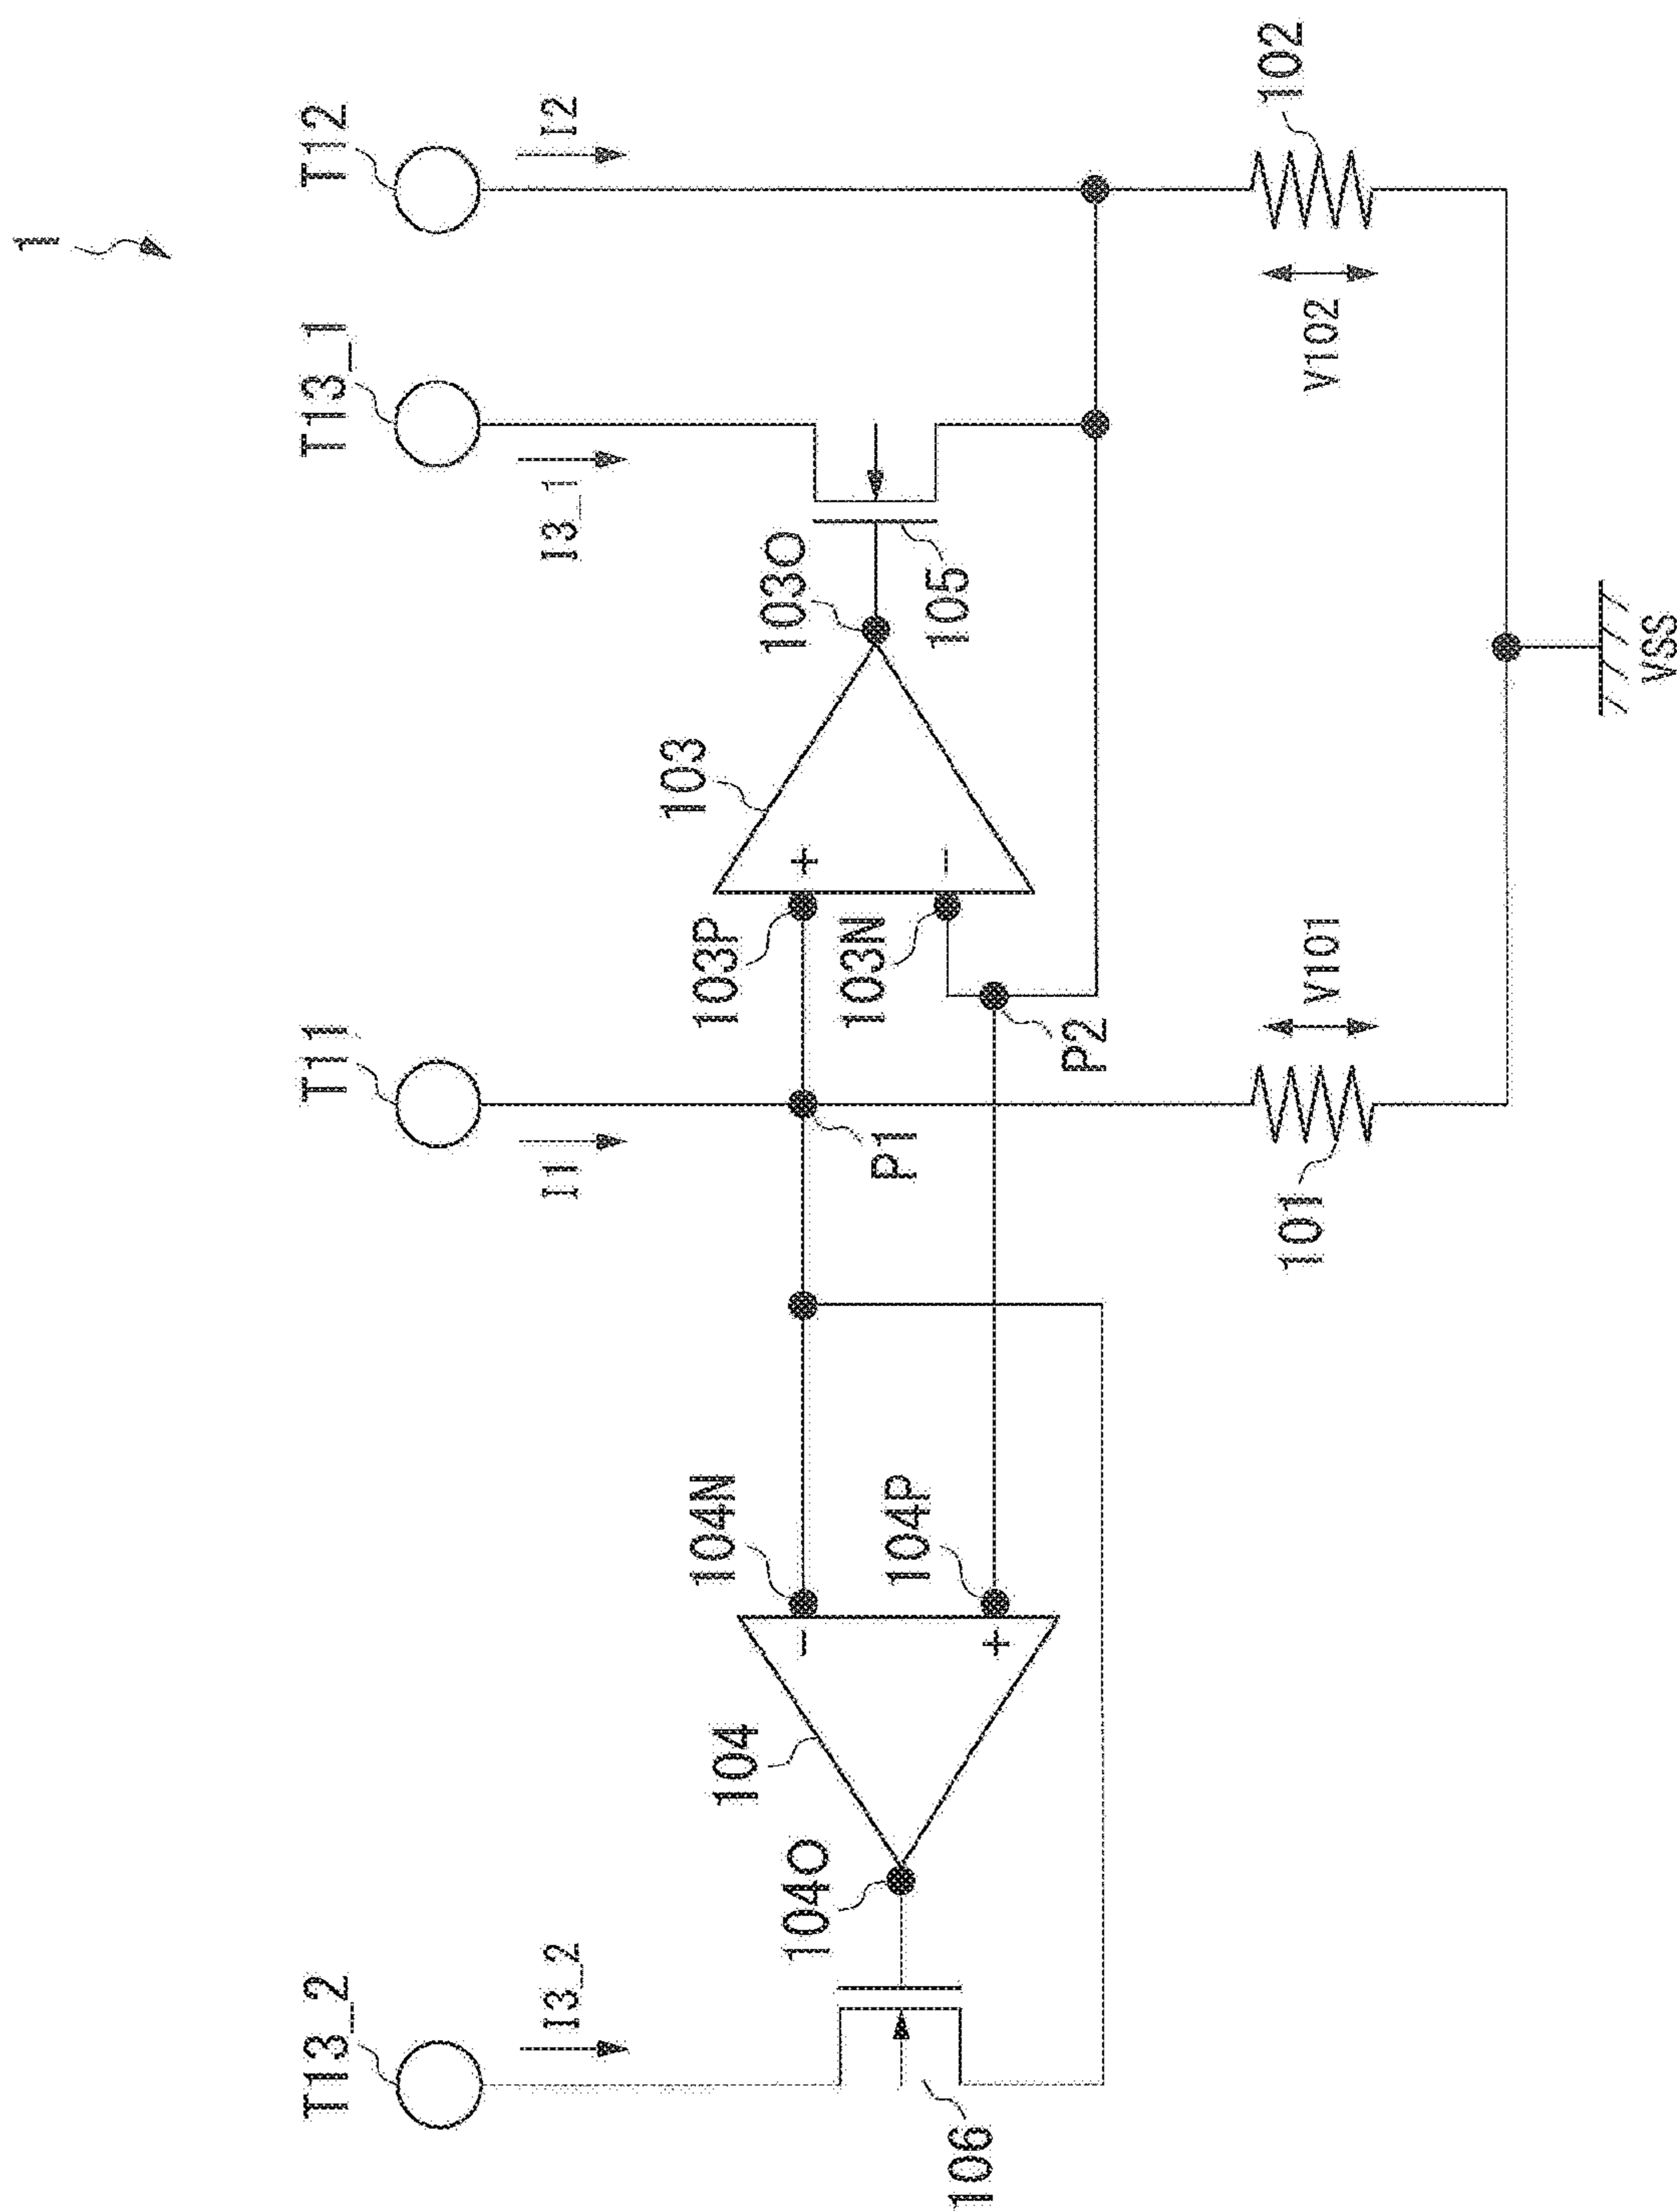 1
T13_2
T11
T13_1
T12
I3_2
I1
I3_1
I2
104O
104
104N
104P
-
+
106
P1
103P
103N
+
-
103
103O
105
P2
101
V101
V102
102
VSS